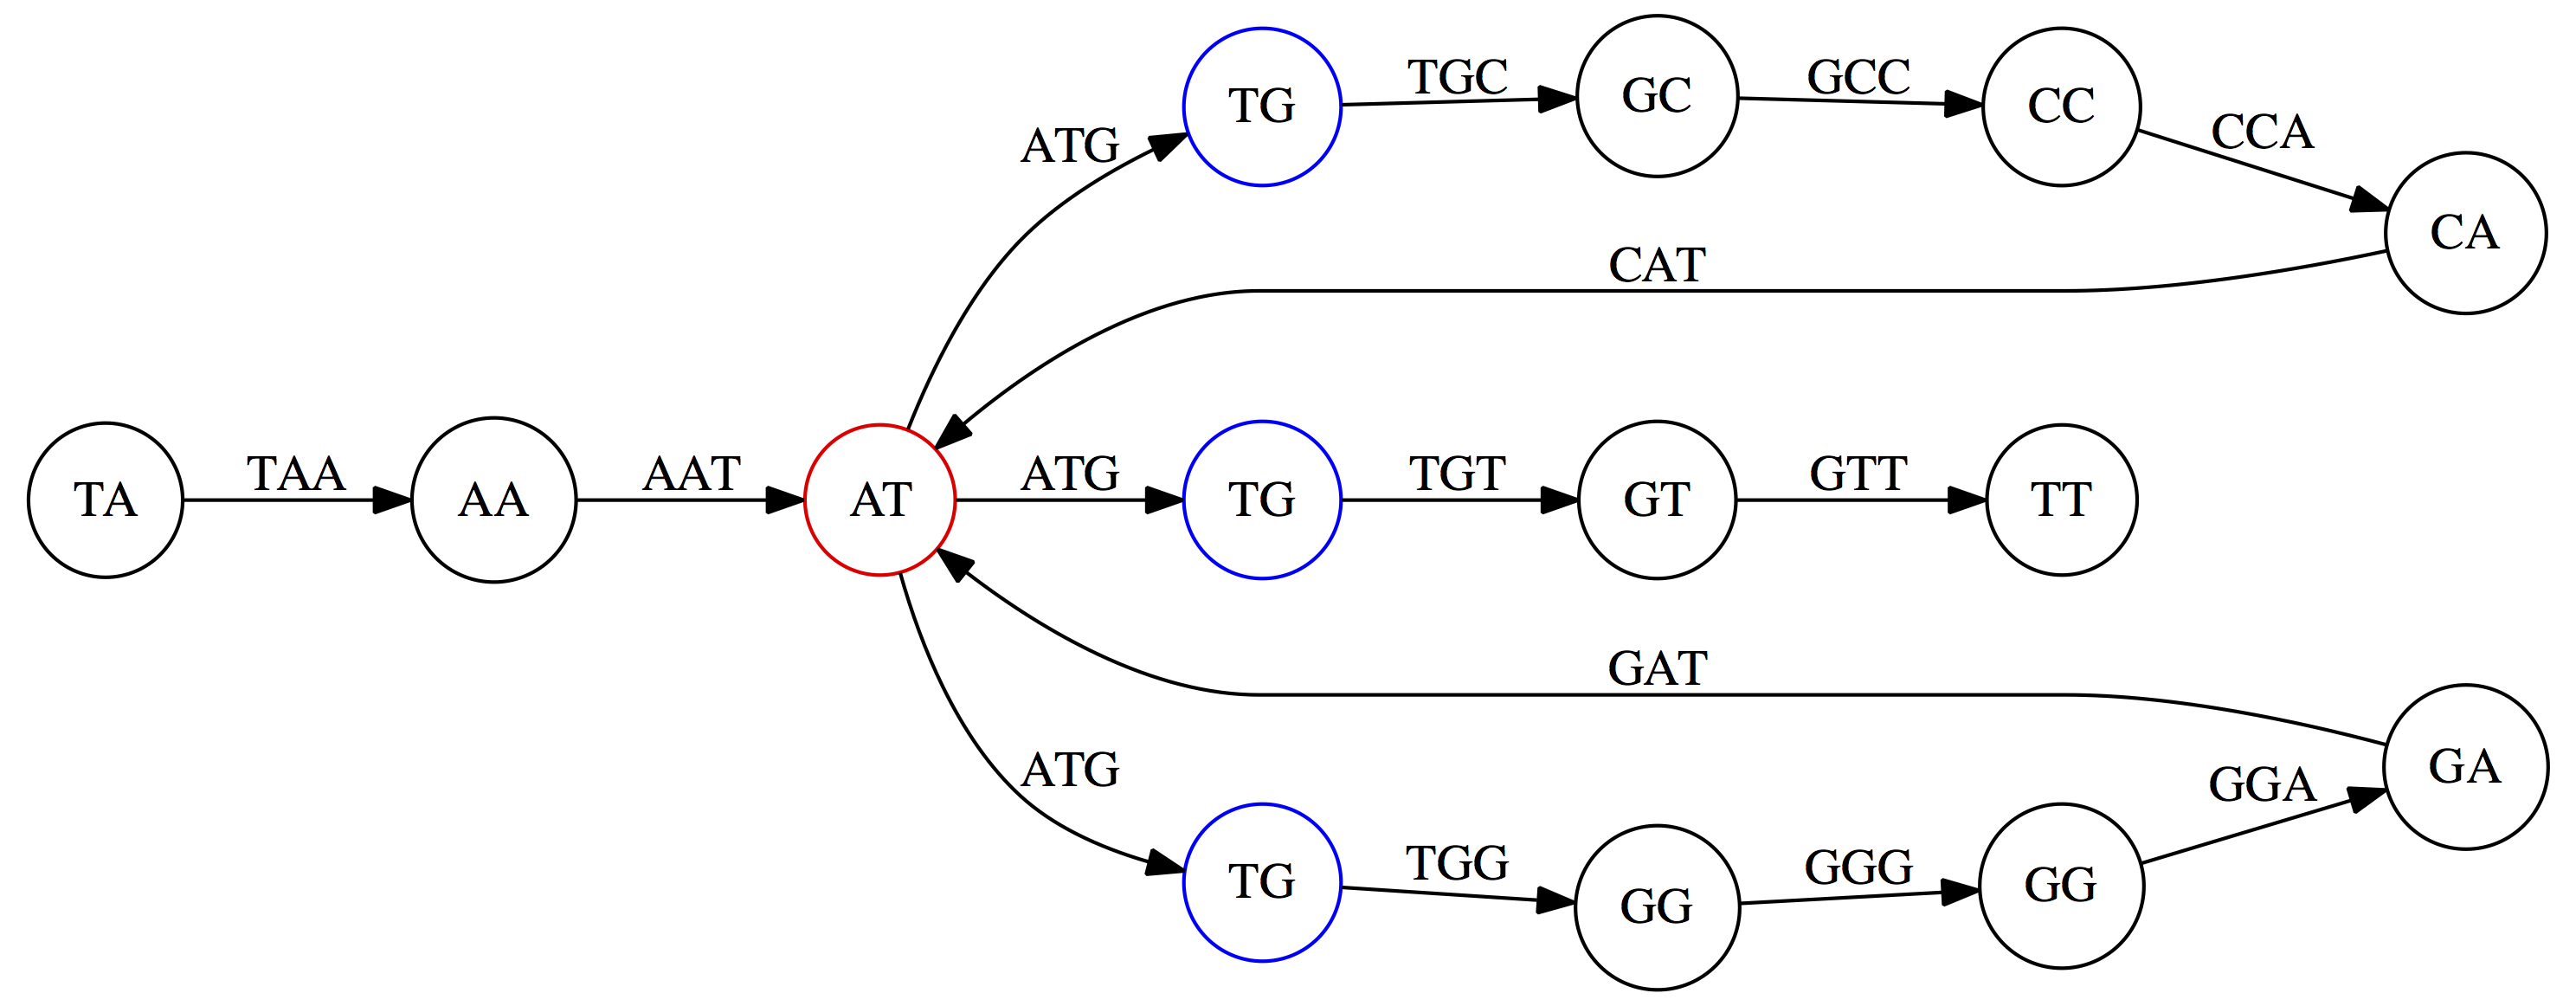 TG TGC GC GCC CC
ATG CCA
CA
CAT
TA TAA AA AAT AT ATG TG TGT GT GTT TT
GAT
ATG GGA GA
TG TGG GG GGG GG